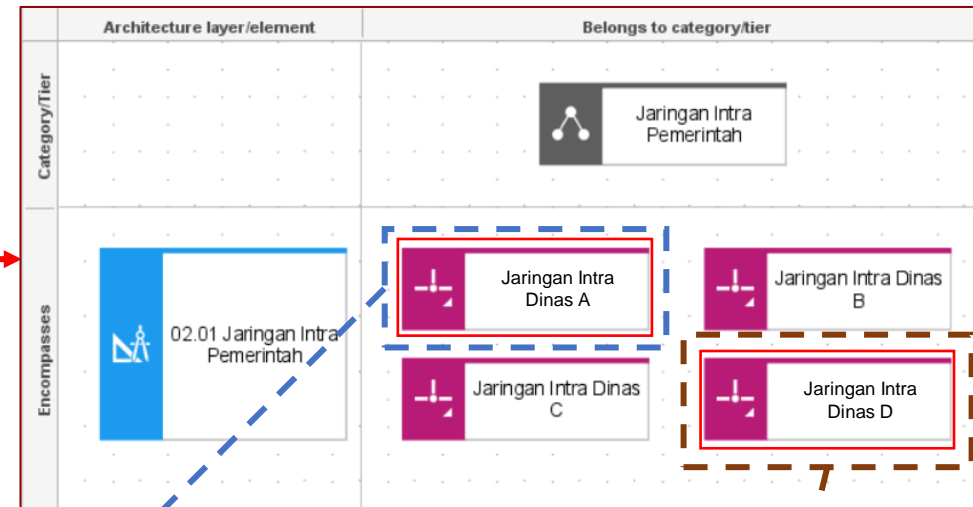 Architecture layer/element
Belongs to category/tier
Category/Tier
Jaringan Intra
Pemerintah
Encompasses
02.01 Jaringan Intra
Pemerintah
Jaringan Intra
Dinas A
Jaringan Intra Dinas
B
Jaringan Intra Dinas
C
Jaringan Intra
Dinas D